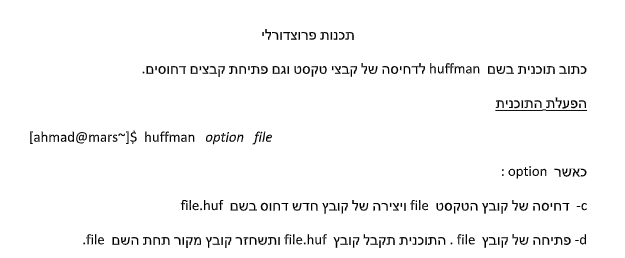 תכנות פרוצדורלי
כתוב תוכנית בשם huffman לדחיסה של קבצי טקסט וגם פתיחת קבצים דחוסים.
הפעלת התוכנית
[ahmad@mars~]$ huffman option file
כאשר option :
-c דחיסה של קובץ הטקסט file ויצירה של קובץ חדש דחוס בשם file.huf
-d פתיחה של קובץ file . התוכנית תקבל קובץ file.huf ותשחזר קובץ מקור תחת השם file.